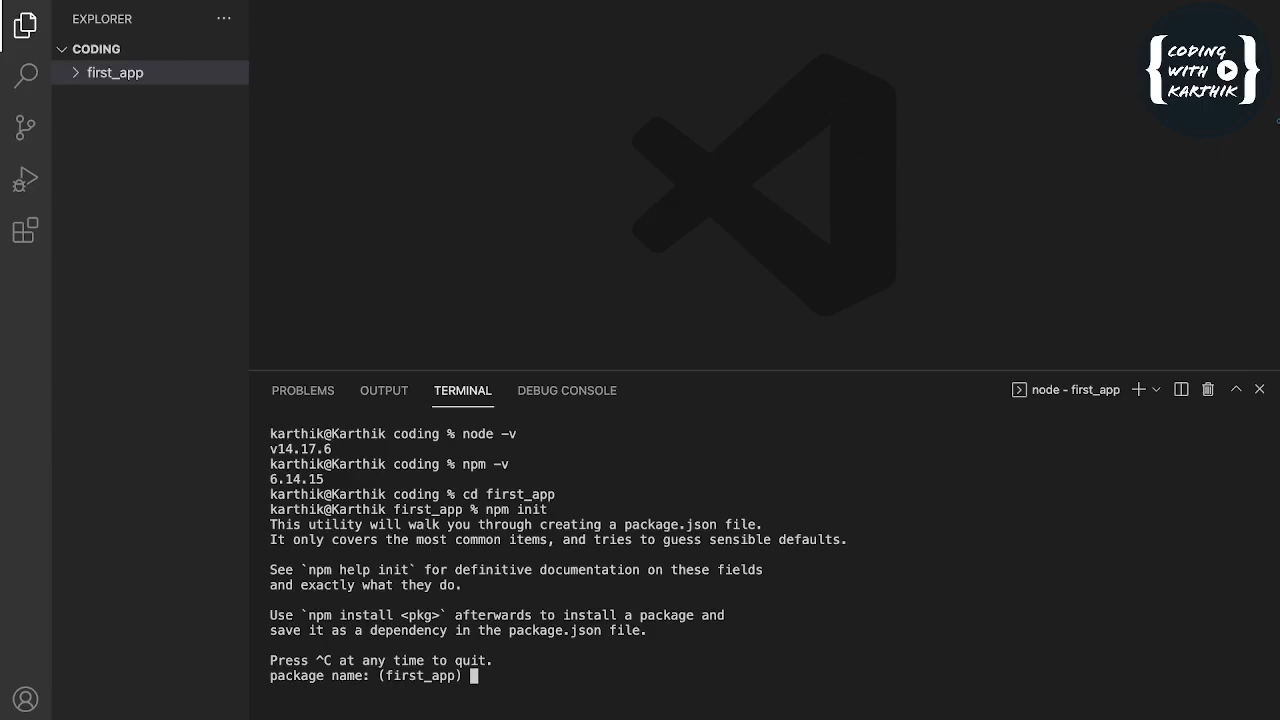 EXPLORER
CODING
first_app
CODING
WITH
KARTHIK
PROBLEMS OUTPUT TERMINAL DEBUG CONSOLE
node - first_app
karthik@Karthik coding % node -v
v14.17.6
karthik@Karthik coding % npm -v
6.14.15
karthik@Karthik coding % cd first_app
karthik@Karthik first_app % npm init
This utility will walk you through creating a package.json file.
It only covers the most common items, and tries to guess sensible defaults.
See `npm help init` for definitive documentation on these fields
and exactly what they do.
Use `npm install <pkg>` afterwards to install a package and
save it as a dependency in the package.json file.
Press ^C at any time to quit.
package name: (first_app)